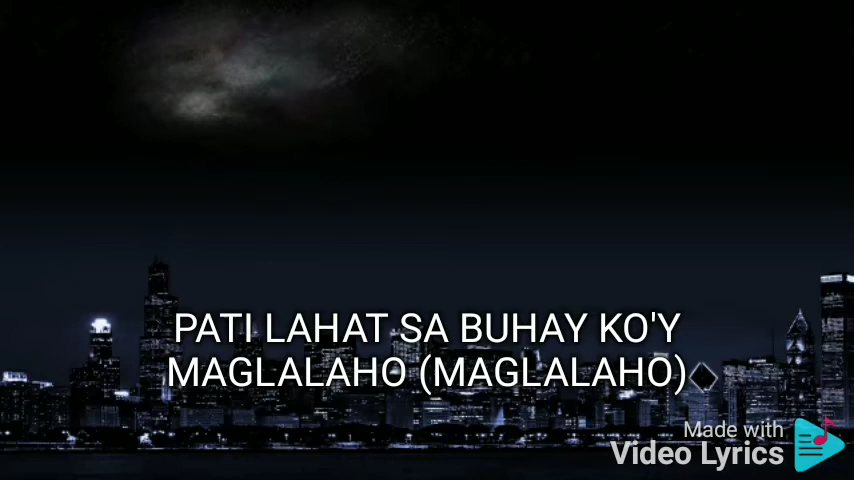 PATI LAHAT SA BUHAY KO'Y
MAGLALAHO (MAGLALAHO)
Made with
Video Lyrics